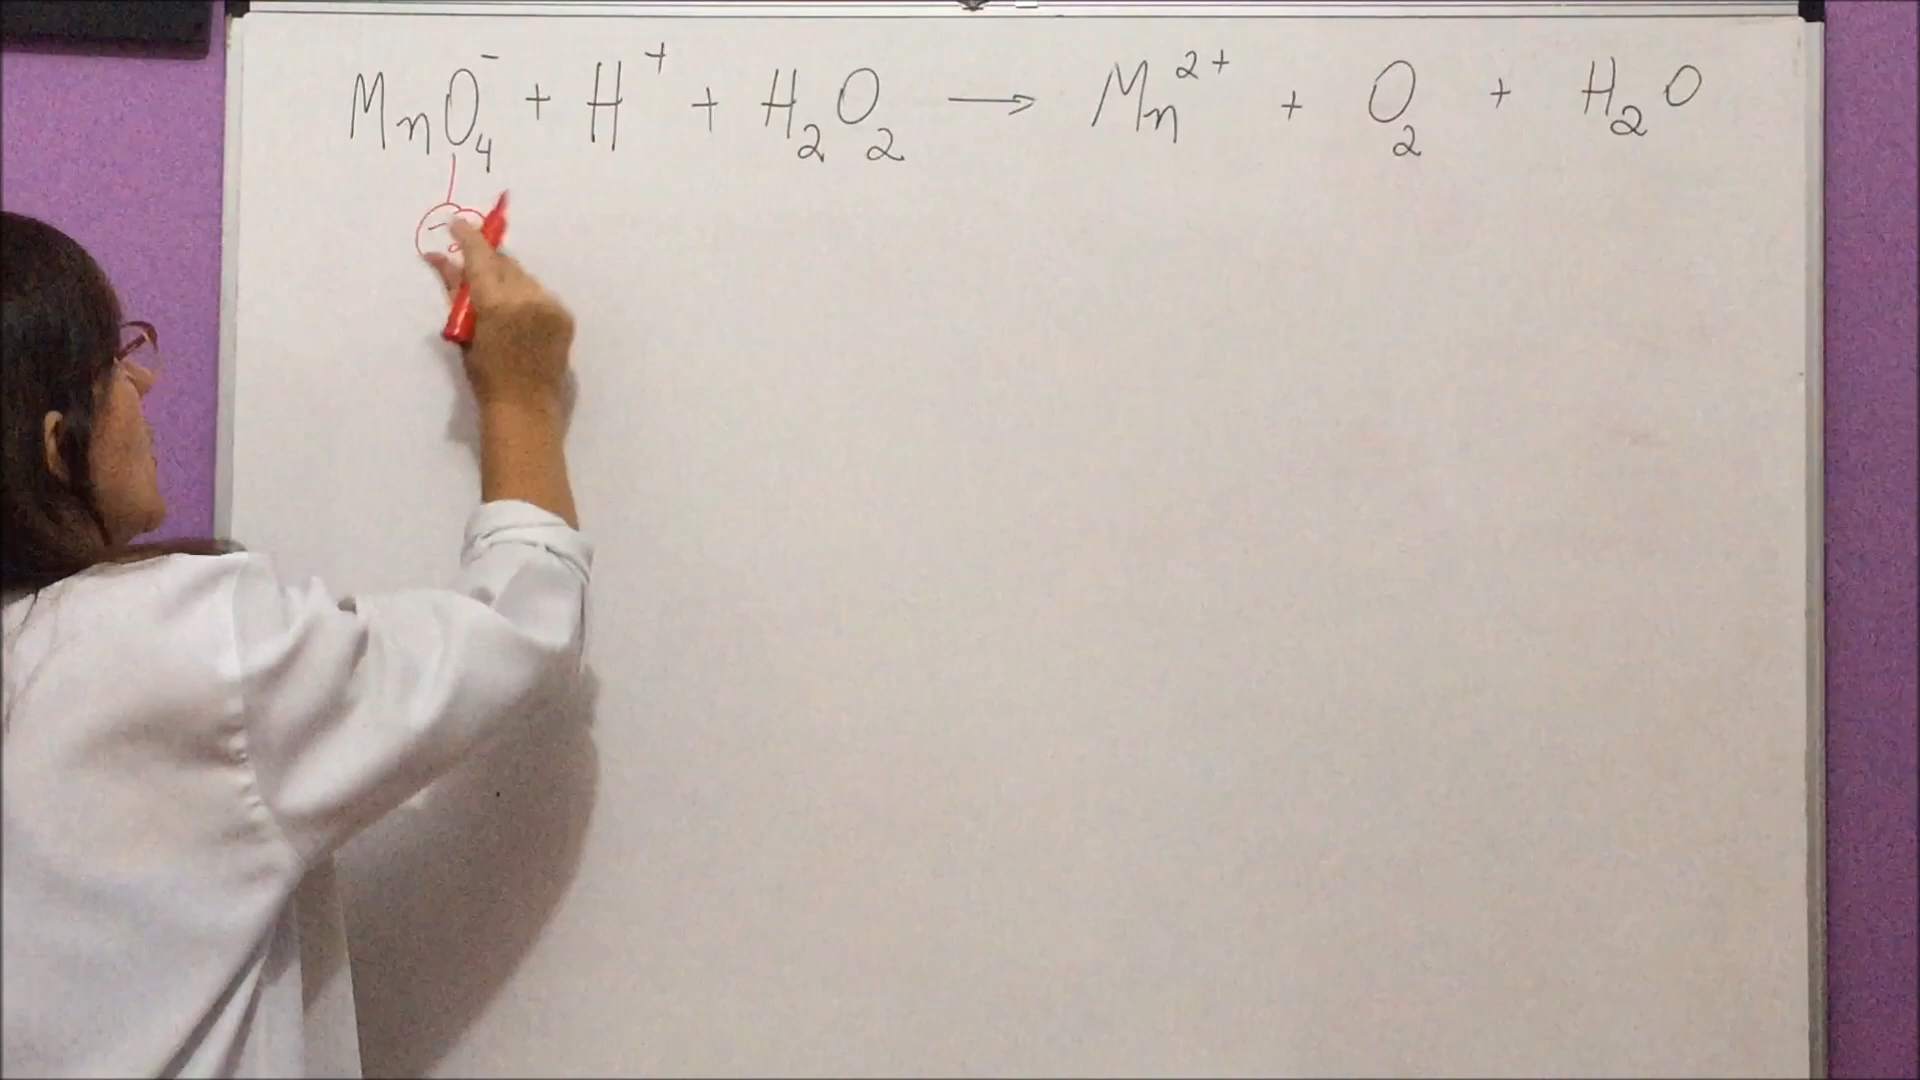 MnO₄⁻ + H⁺ + H₂O₂ → Mn²⁺ + O₂ + H₂O